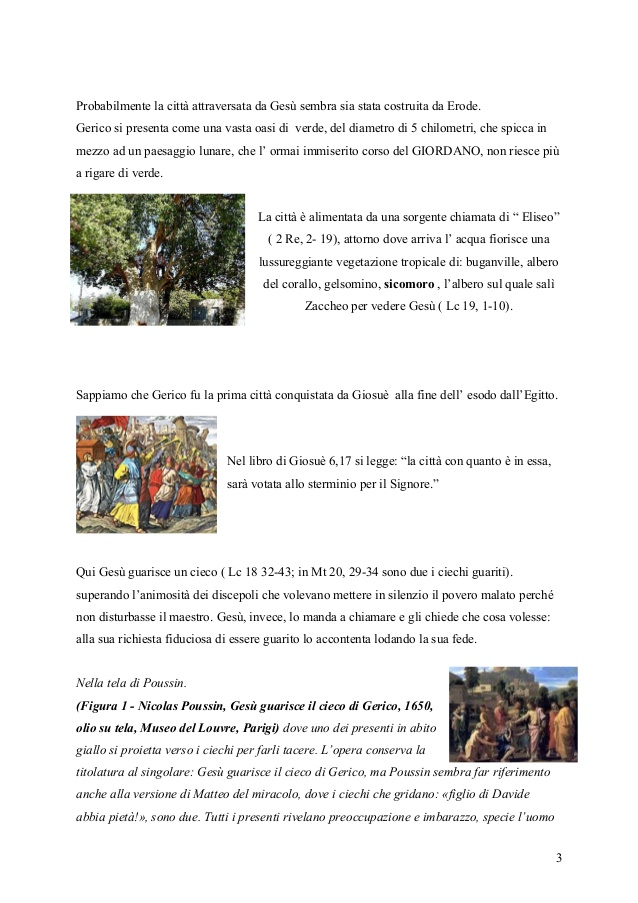 Probabilmente la città attraversata da Gesù sembra sia stata costruita da Erode.
Gerico si presenta come una vasta oasi di verde, del diametro di 5 chilometri, che spicca in
mezzo ad un paesaggio lunare, che l’ ormai immiserito corso del GIORDANO, non riesce più
a rigare di verde.
La città è alimentata da una sorgente chiamata di “ Eliseo”
( 2 Re, 2- 19), attorno dove arriva l’ acqua fiorisce una
lussureggiante vegetazione tropicale di: buganville, albero
del corallo, gelsomino, sicomoro , l’albero sul quale salì
Zaccheo per vedere Gesù ( Lc 19, 1-10).
Sappiamo che Gerico fu la prima città conquistata da Giosuè alla fine dell’ esodo dall’Egitto.
Nel libro di Giosuè 6,17 si legge: “la città con quanto è in essa,
sarà votata allo sterminio per il Signore.”
Qui Gesù guarisce un cieco ( Lc 18 32-43; in Mt 20, 29-34 sono due i ciechi guariti).
superando l’animosità dei discepoli che volevano mettere in silenzio il povero malato perché
non disturbasse il maestro. Gesù, invece, lo manda a chiamare e gli chiede che cosa volesse:
alla sua richiesta fiduciosa di essere guarito lo accontenta lodando la sua fede.
Nella tela di Poussin.
(Figura 1 - Nicolas Poussin, Gesù guarisce il cieco di Gerico, 1650,
olio su tela, Museo del Louvre, Parigi) dove uno dei presenti in abito
giallo si proietta verso i ciechi per farli tacere. L’opera conserva la
titolatura al singolare: Gesù guarisce il cieco di Gerico, ma Poussin sembra far riferimento
anche alla versione di Matteo del miracolo, dove i ciechi che gridano: «figlio di Davide
abbia pietà!», sono due. Tutti i presenti rivelano preoccupazione e imbarazzo, specie l’uomo
3